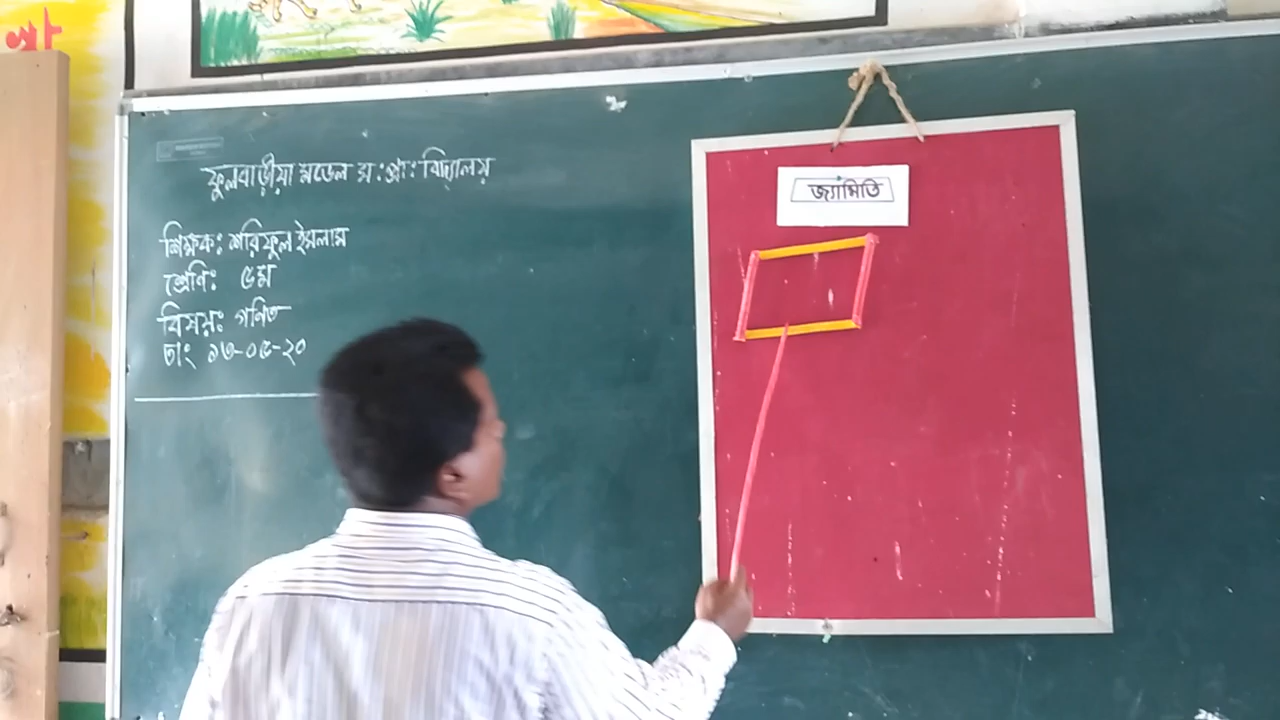 ফুলবাড়ীয়া মডেল স:প্রা: বিদ্যালয়
শিক্ষক: শরিফুল ইসলাম
শ্রেণি: ৫ম
বিষয়: গণিত
তাং ১৩-০৫-২০
জ্যামিতি